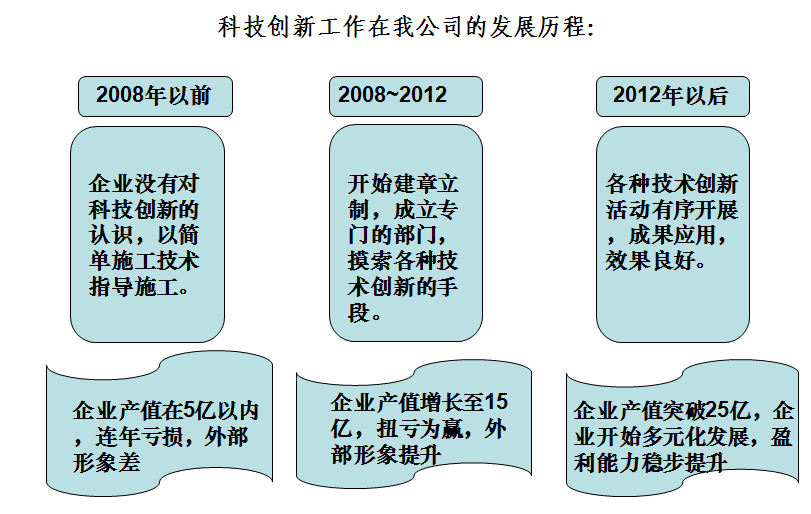 科技创新工作在我公司的发展历程:
2008年以前
企业没有对
科技创新的
认识，以简
单施工技术
指导施工。
企业产值在5亿以内
，连年亏损，外部
形象差
2008~2012
开始建章立
制，成立专
门的部门，
摸索各种技
术创新的手
段。
企业产值增长至15
亿，扭亏为赢，外
部形象提升
2012年以后
各种技术创新
活动有序开展
，成果应用，
效果良好。
企业产值突破25亿，企
业开始多元化发展，盈
利能力稳步提升